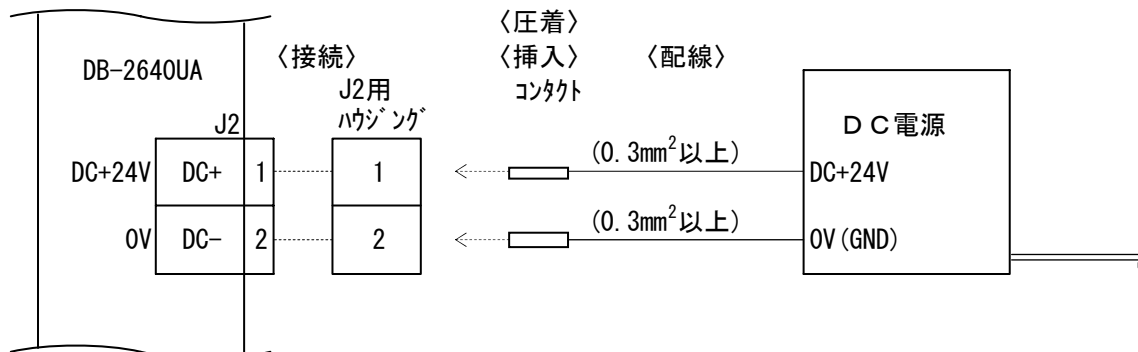 〈圧着〉
〈接続〉 〈挿入〉 〈配線〉
DB-2640UA J2用 コンタクト
J2 ハウジング DC電源
DC+24V DC+ 1 1 (0.3mm²以上) DC+24V
0V DC- 2 2 (0.3mm²以上) 0V(GND)